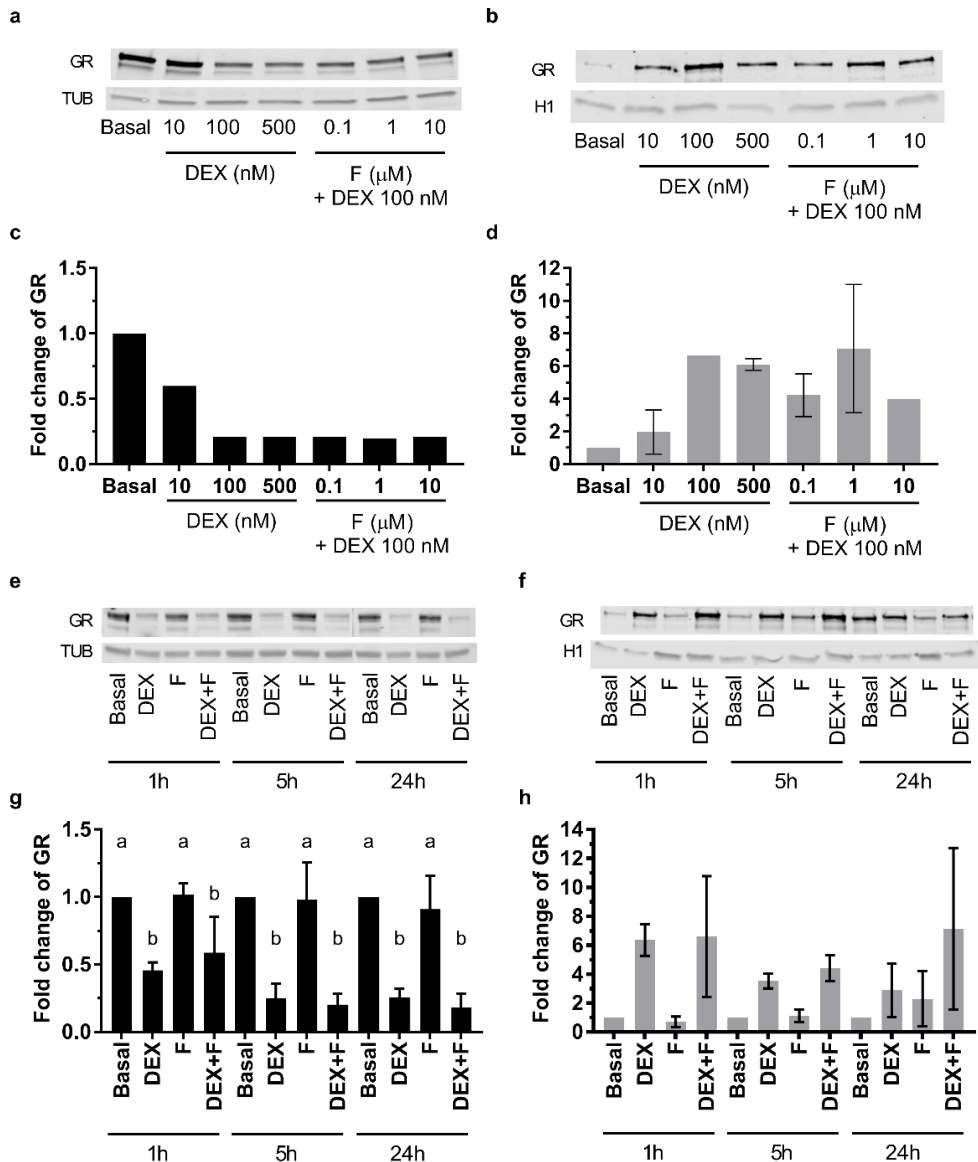 a
GR
TUB
Basal 10 100 500 0.1 1 10
DEX (nM) F (μM)
+ DEX 100 nM
b
GR
H1
Basal 10 100 500 0.1 1 10
DEX (nM) F (μM)
+ DEX 100 nM
c
Fold change of GR
1.5
1.0
0.5
0.0
Basal 10 100 500 0.1 1 10
DEX (nM) F (μM)
+ DEX 100 nM
d
Fold change of GR
12
10
8
6
4
2
0
Basal 10 100 500 0.1 1 10
DEX (nM) F (μM)
+ DEX 100 nM
e
GR
TUB
Basal DEX F DEX+F Basal DEX F DEX+F Basal DEX F DEX+F
1h 5h 24h
f
GR
H1
Basal DEX F DEX+F Basal DEX F DEX+F Basal DEX F DEX+F
1h 5h 24h
g
Fold change of GR
1.5
1.0
0.5
0.0
a b a b a b a b a b a b
Basal DEX F DEX+F Basal DEX F DEX+F Basal DEX F DEX+F
1h 5h 24h
h
Fold change of GR
14
12
10
8
6
4
2
0
Basal DEX F DEX+F Basal DEX F DEX+F Basal DEX F DEX+F
1h 5h 24h